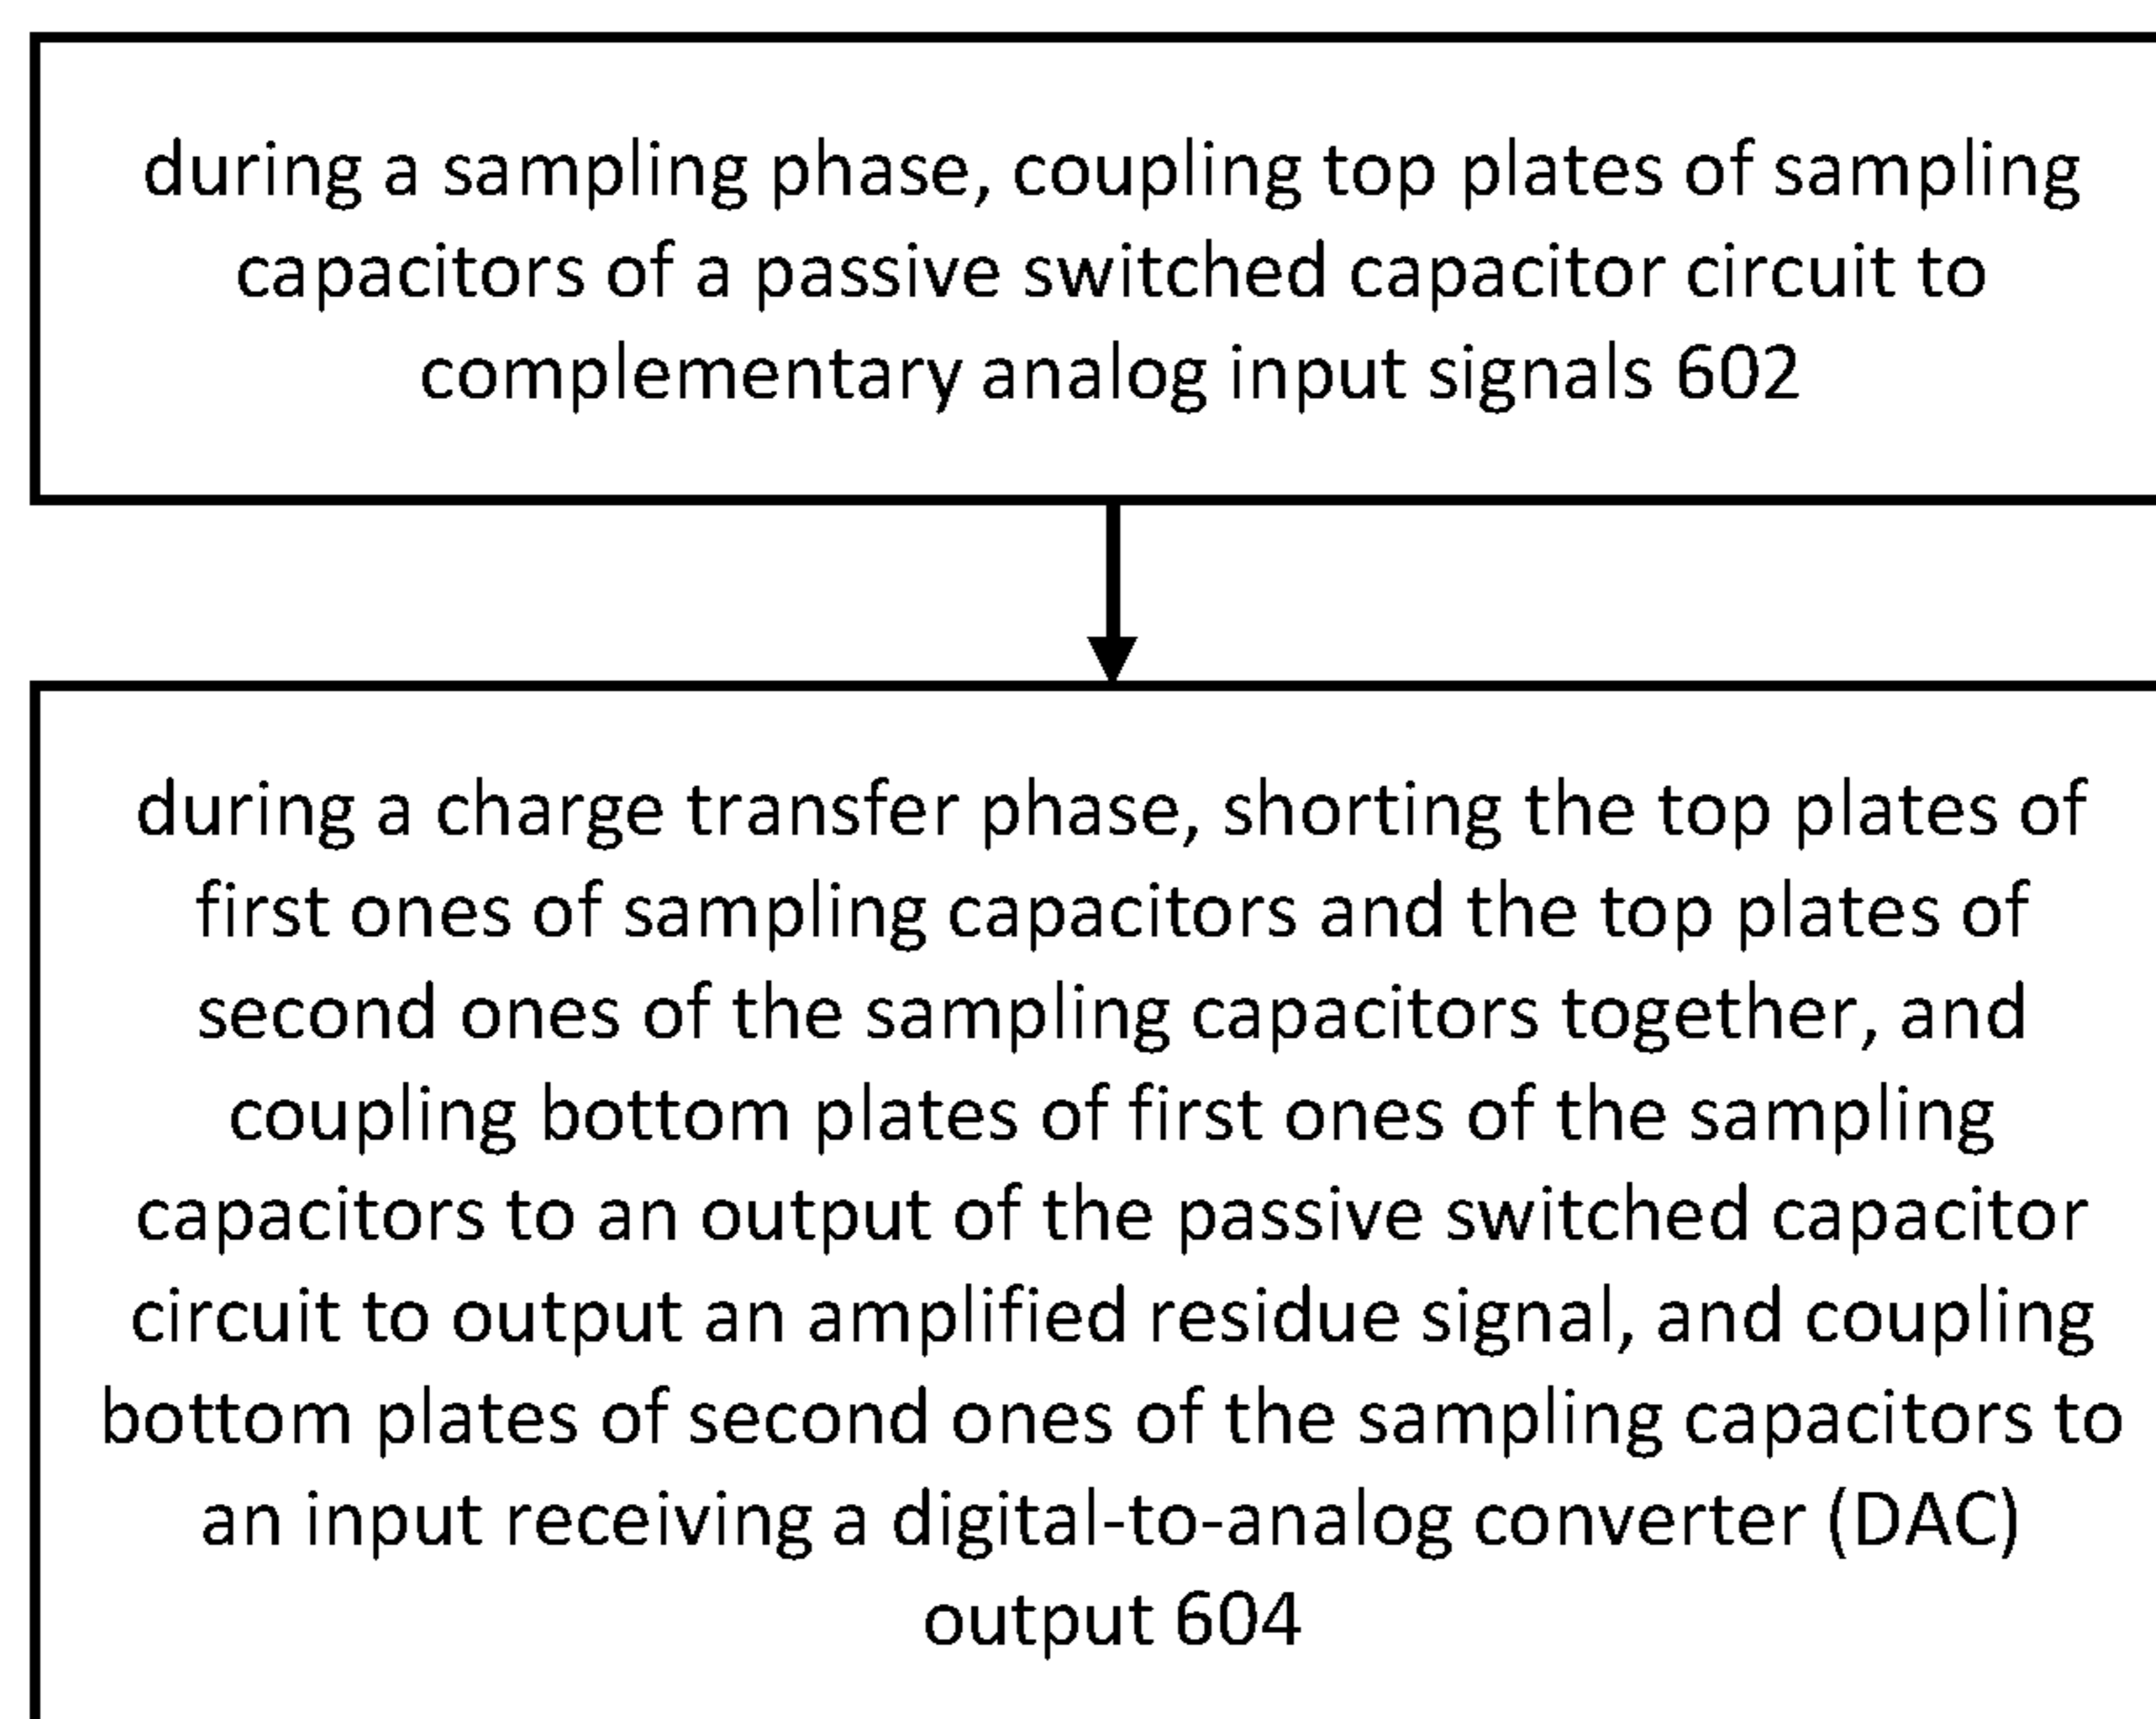 during a sampling phase, coupling top plates of sampling
capacitors of a passive switched capacitor circuit to
complementary analog input signals 602
during a charge transfer phase, shorting the top plates of
first ones of sampling capacitors and the top plates of
second ones of the sampling capacitors together, and
coupling bottom plates of first ones of the sampling
capacitors to an output of the passive switched capacitor
circuit to output an amplified residue signal, and coupling
bottom plates of second ones of the sampling capacitors to
an input receiving a digital-to-analog converter (DAC)
output 604